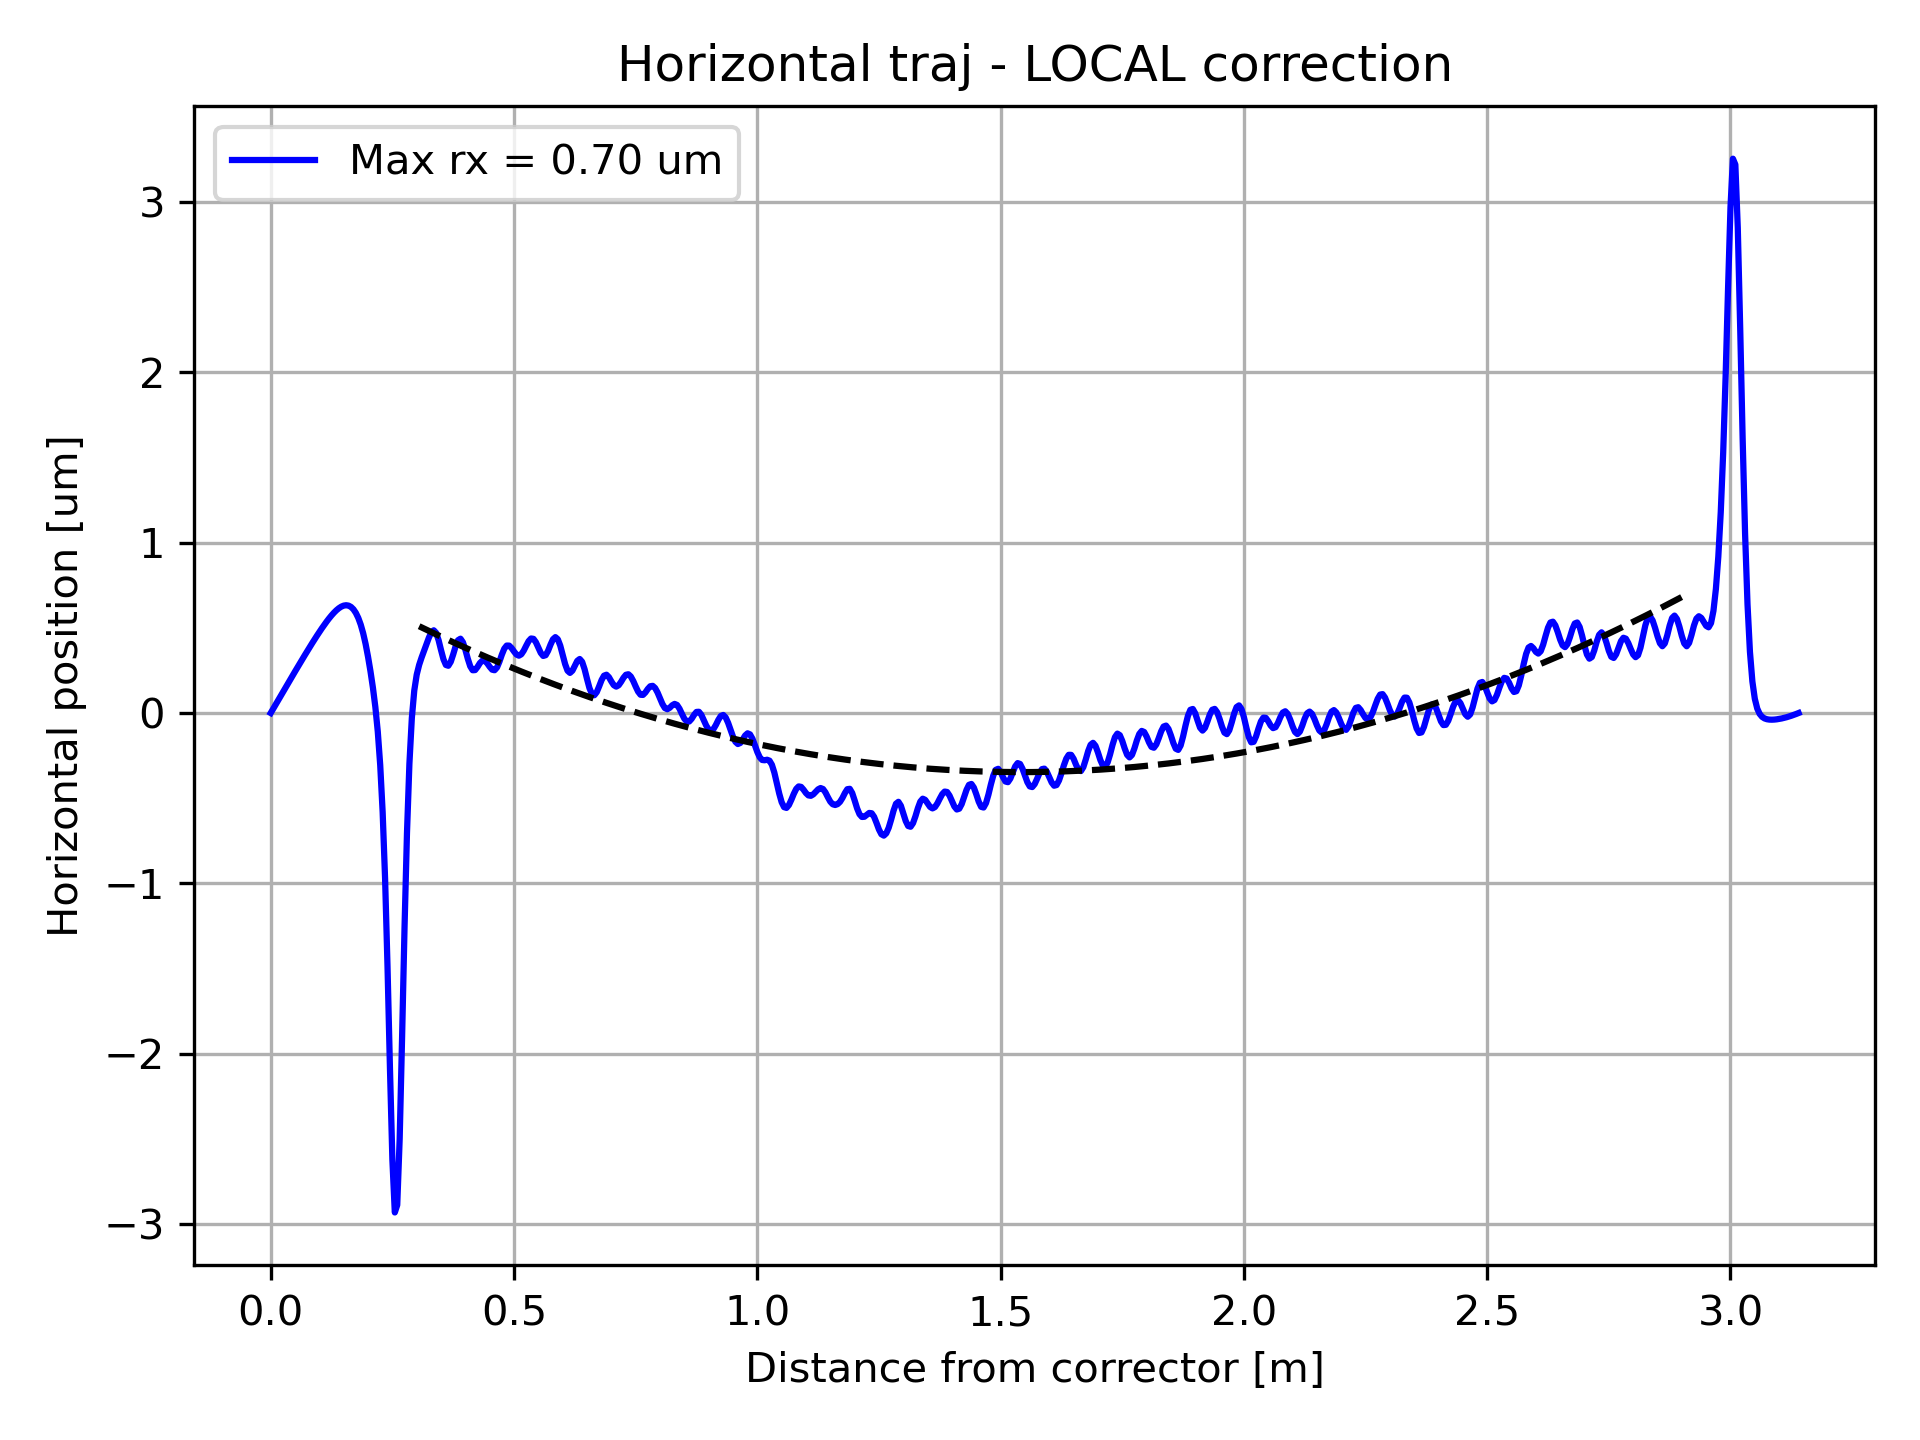 Horizontal traj - LOCAL correction
Max rx = 0.70 um
Horizontal position [um]
3
2
1
0
−1
−2
−3
0.0 0.5 1.0 1.5 2.0 2.5 3.0
Distance from corrector [m]